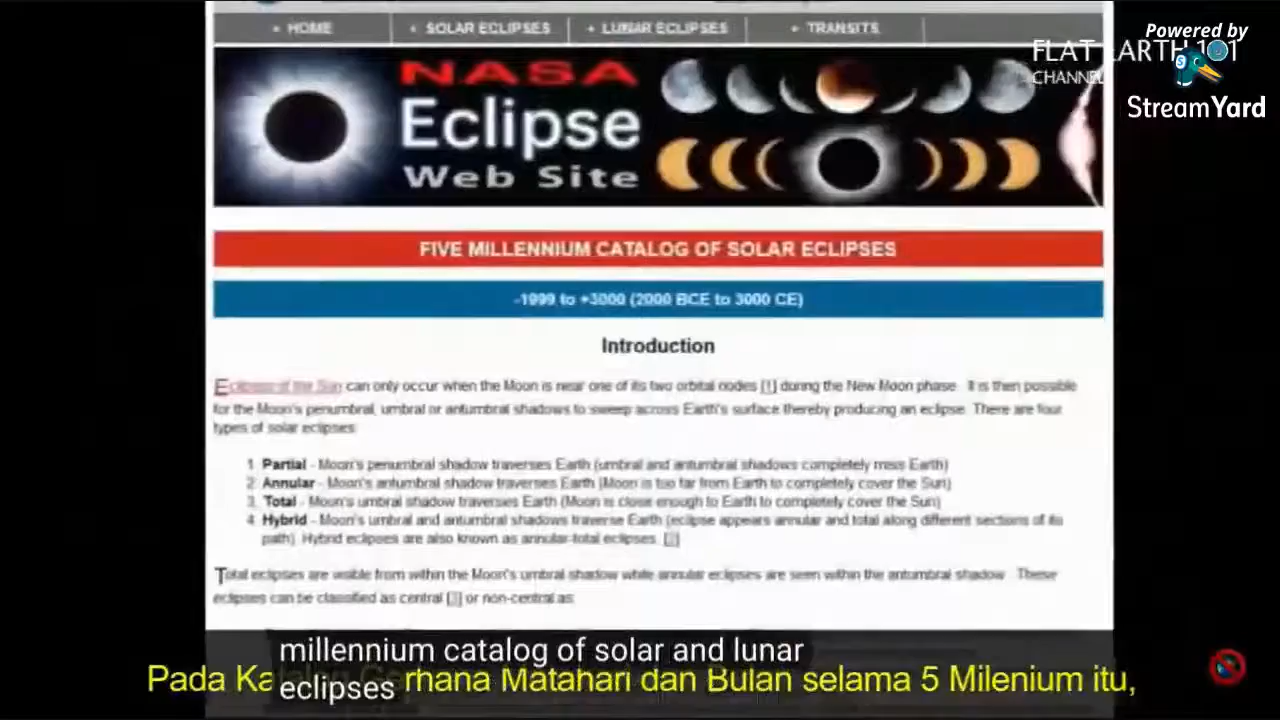 + HOME + SOLAR ECLIPSES + LUNAR ECLIPSES + TRANSITS
Powered by
FLAT EARTH 101
CHANNEL
StreamYard
NASA
Eclipse
Web Site
FIVE MILLENNIUM CATALOG OF SOLAR ECLIPSES
-1999 to +3000 (2000 BCE to 3000 CE)
Introduction
Eclipses of the Sun can only occur when the Moon is near one of its two orbital nodes [1] during the New Moon phase. It is then possible
for the Moon's penumbral, umbral or antumbral shadows to sweep across Earth's surface thereby producing an eclipse. There are four
types of solar eclipses:
1. Partial - Moon's penumbral shadow traverses Earth (umbral and antumbral shadows completely miss Earth)
2. Annular - Moon's antumbral shadow traverses Earth (Moon is too far from Earth to completely cover the Sun)
3. Total - Moon's umbral shadow traverses Earth (Moon is close enough to Earth to completely cover the Sun)
4. Hybrid - Moon's umbral and antumbral shadows traverse Earth (eclipse appears annular and total along different sections of its
path). Hybrid eclipses are also known as annular-total eclipses. [2]
Total eclipses are visible from within the Moon's umbral shadow while annular eclipses are seen within the antumbral shadow. These
eclipses can be classified as central [3] or non-central as:
millennium catalog of solar and lunar
eclipses
Pada rhana Matahari dan Bulan selama 5 Milenium itu,